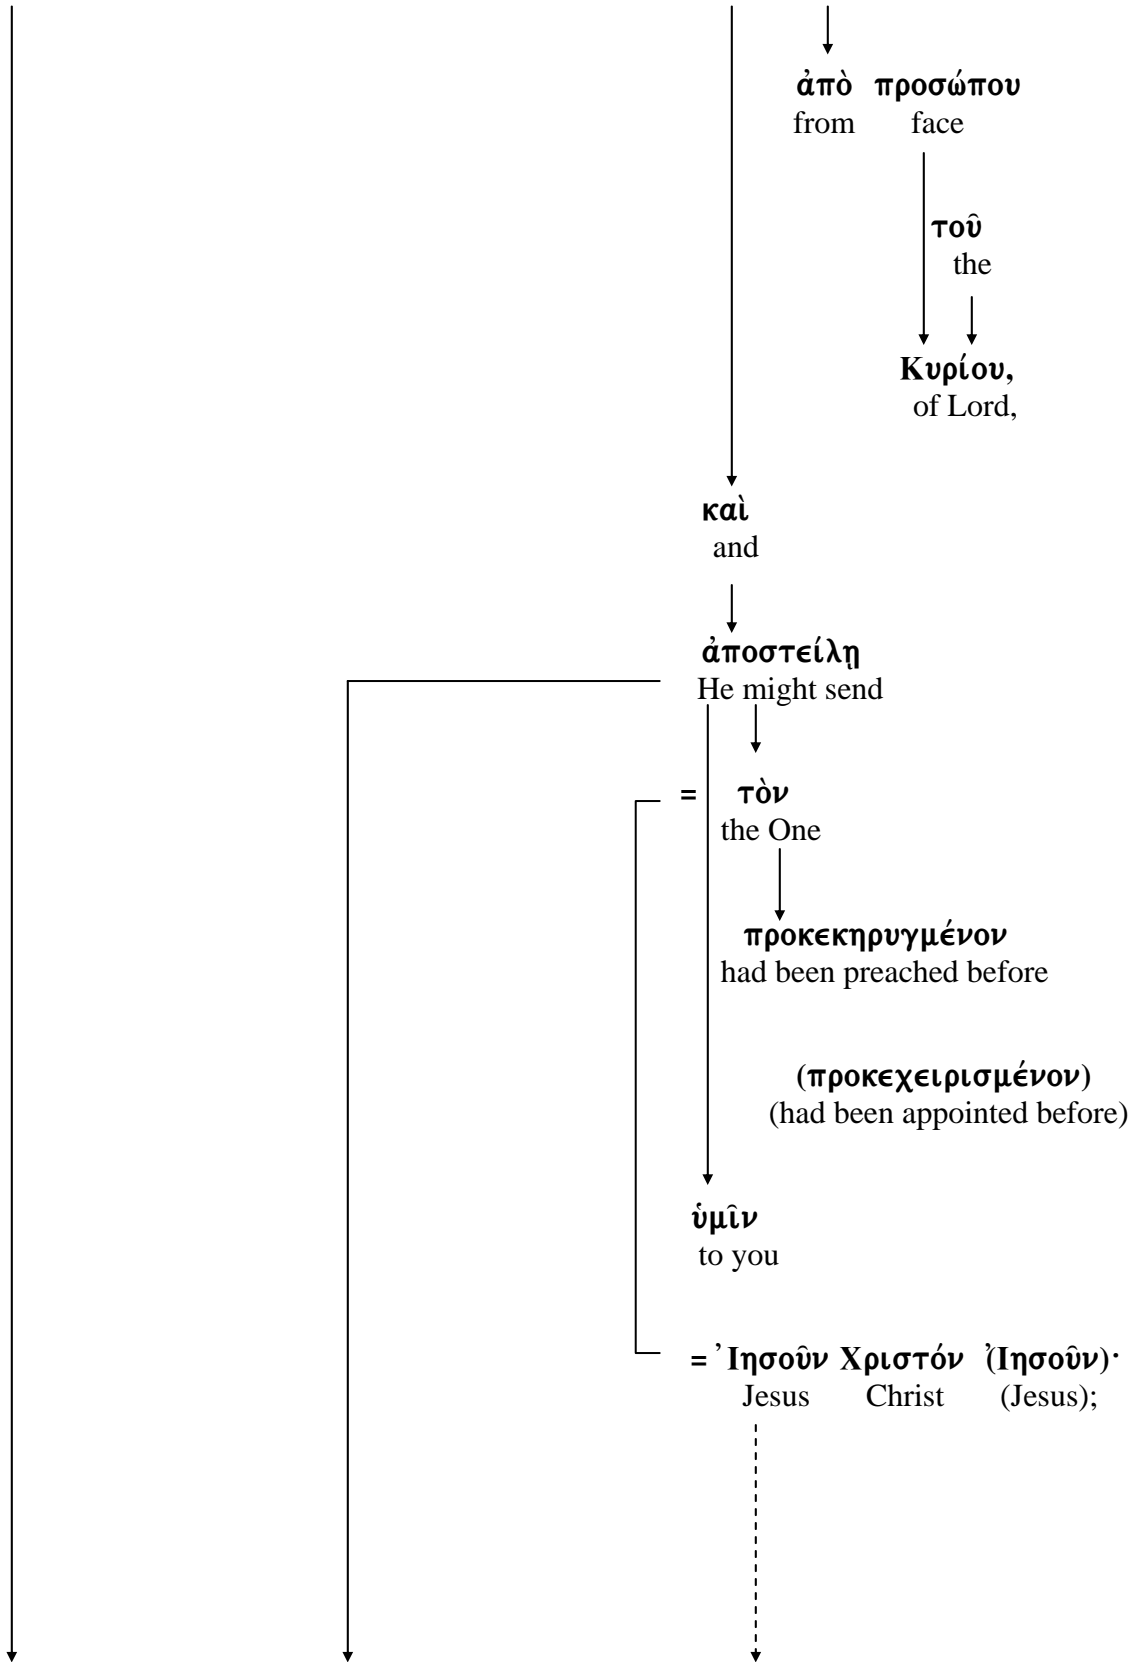 ἀπὸ προσώπου
from face
τοῦ
the
Κυρίου,
of Lord,
καὶ
and
ἀποστείλῃ
He might send
= τὸν
the One
προκεκηρυγμένον
had been preached before
(προκεχειρισμένον)
(had been appointed before)
ὑμῖν
to you
= Ἰησοῦν Χριστόν (Ἰησοῦν)·
Jesus Christ (Jesus);